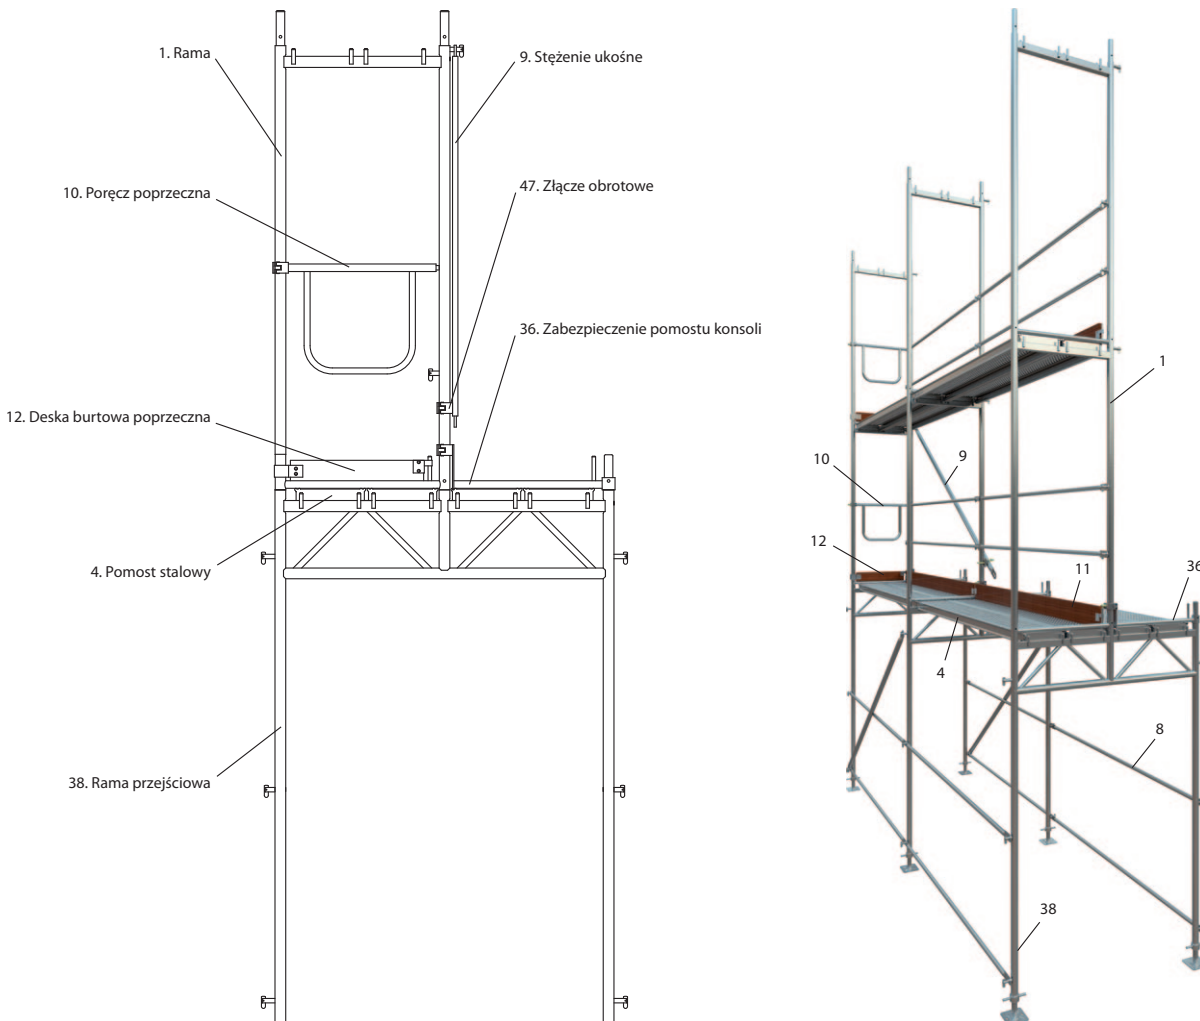 1. Rama
9. Stężenie ukośne
10. Poręcz poprzeczna
47. Złącze obrotowe
36. Zabezpieczenie pomostu konsoli
12. Deska burtowa poprzeczna
4. Pomost stalowy
38. Rama przejściowa
1
10
9
12
11
36
4
8
38